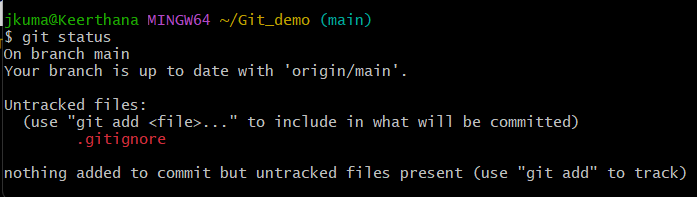 jkuma@Keerthana MINGW64 ~/Git_demo (main)
$ git status
On branch main
Your branch is up to date with 'origin/main'.

Untracked files:
  (use "git add <file>..." to include in what will be committed)
        .gitignore

nothing added to commit but untracked files present (use "git add" to track)